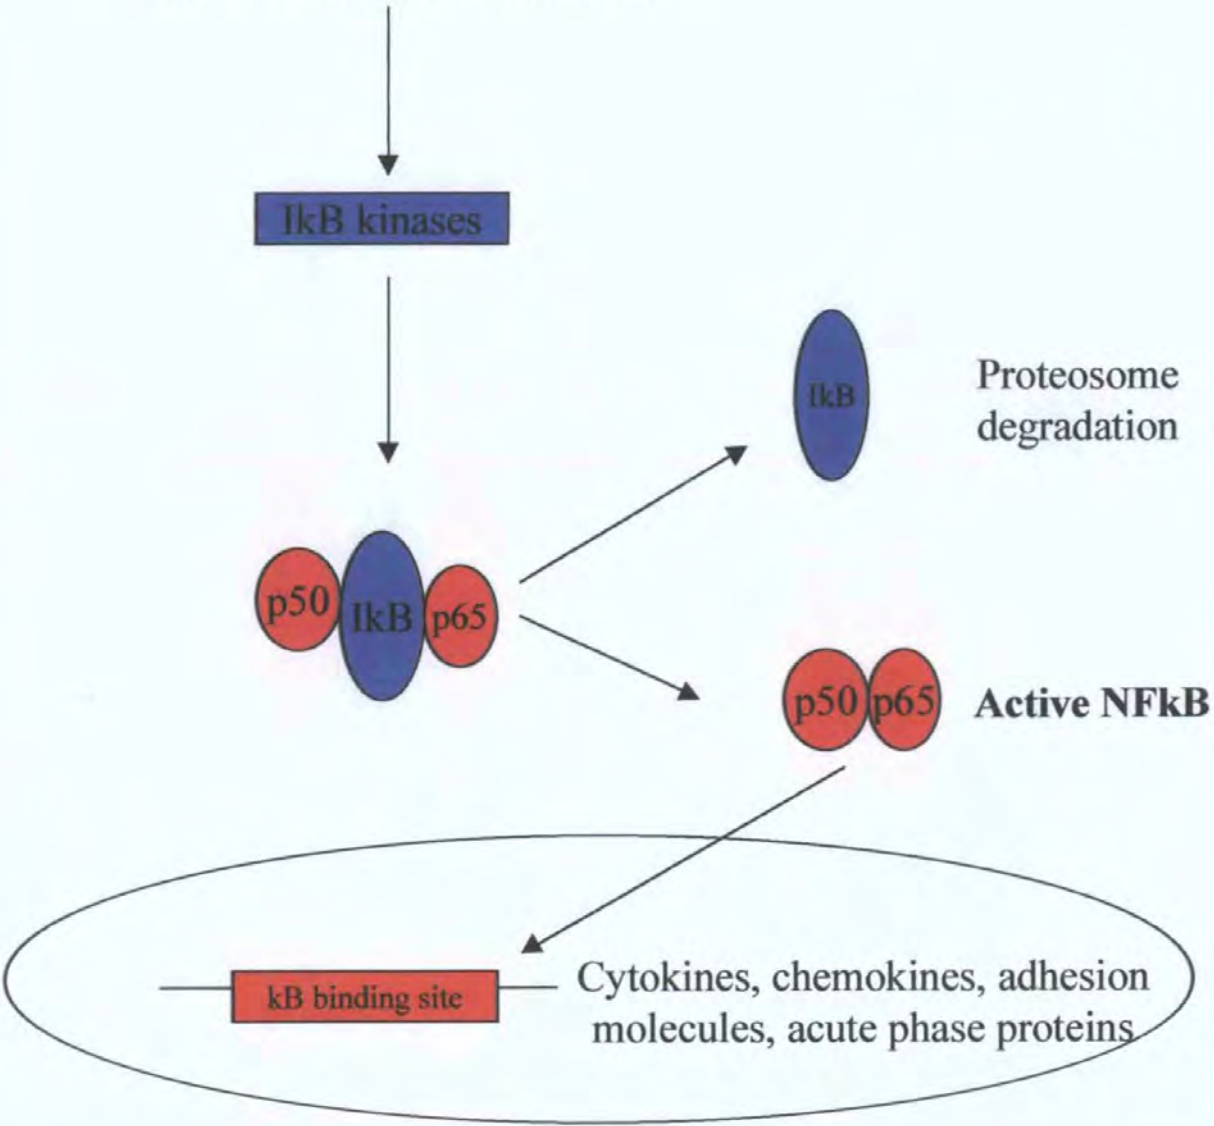 IkB kinases
IkB
Proteosome
degradation
p50
IkB
p65
p50
p65
Active NFkB
kB binding site
Cytokines, chemokines, adhesion
molecules, acute phase proteins